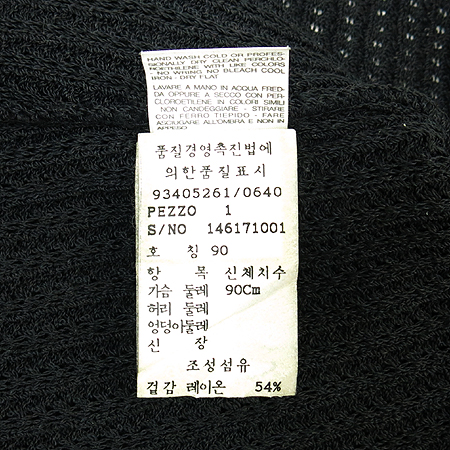 HAND WASH COLD OR PROFES-
SIONALLY DRY CLEAN PERCHLO-
ROETHILENE WITH LIKE COLORS
- NO WRING NO BLEACH COOL
IRON - DRY FLAT
LAVARE A MANO IN ACQUA FRED-
DA OPPURE A SECCO CON PER-
CLOROETILENE IN COLORI SIMILI
NON CANDEGGIARE - STIRARE
CON FERRO TIEPIDO - FARE
ASCIUGARE ALL'OMBRA E NON IN
APPESO
품질경영촉진법에
의한품질표시
93405261/0640
PEZZO 1
S/NO 146171001
호 칭 90
항 목 신체치수
가슴 둘레 90Cm
허리 둘레
엉덩아둘레
신 장
조성섬유
겉감 레이온 54%